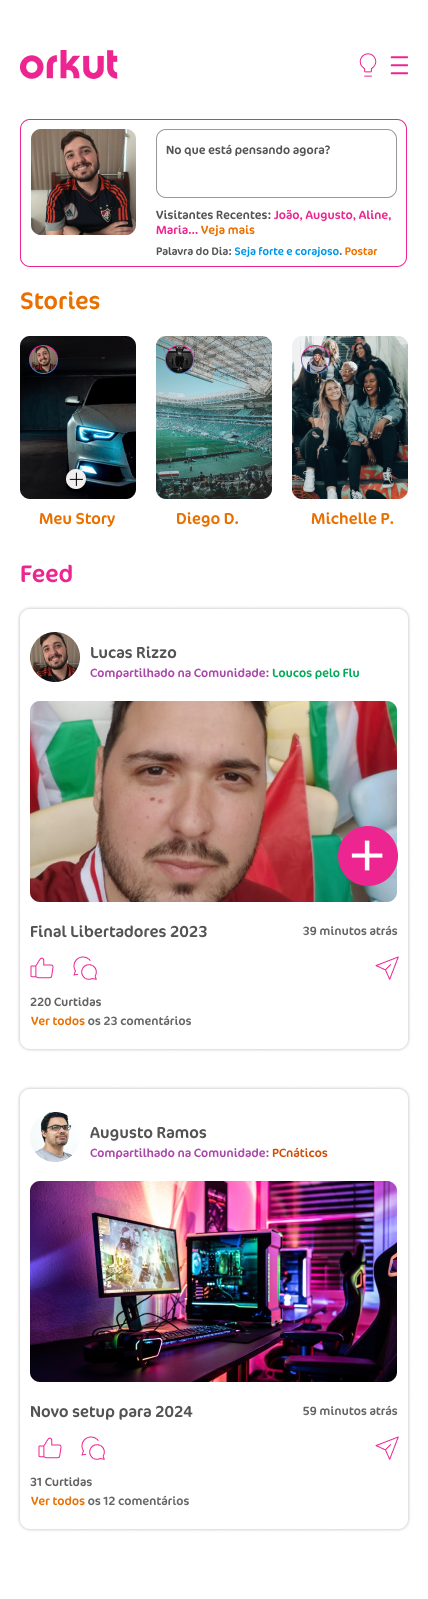 orkut
No que está pensando agora?
Visitantes Recentes: João, Augusto, Aline,
Maria... Veja mais
Palavra do Dia: Seja forte e corajoso. Postar
Stories
Meu Story
Diego D.
Michelle P.
Feed
Lucas Rizzo
Compartilhado na Comunidade: Loucos pelo Flu
Final Libertadores 2023
39 minutos atrás
220 Curtidas
Ver todos os 23 comentários
Augusto Ramos
Compartilhado na Comunidade: PCnáticos
Novo setup para 2024
59 minutos atrás
31 Curtidas
Ver todos os 12 comentários